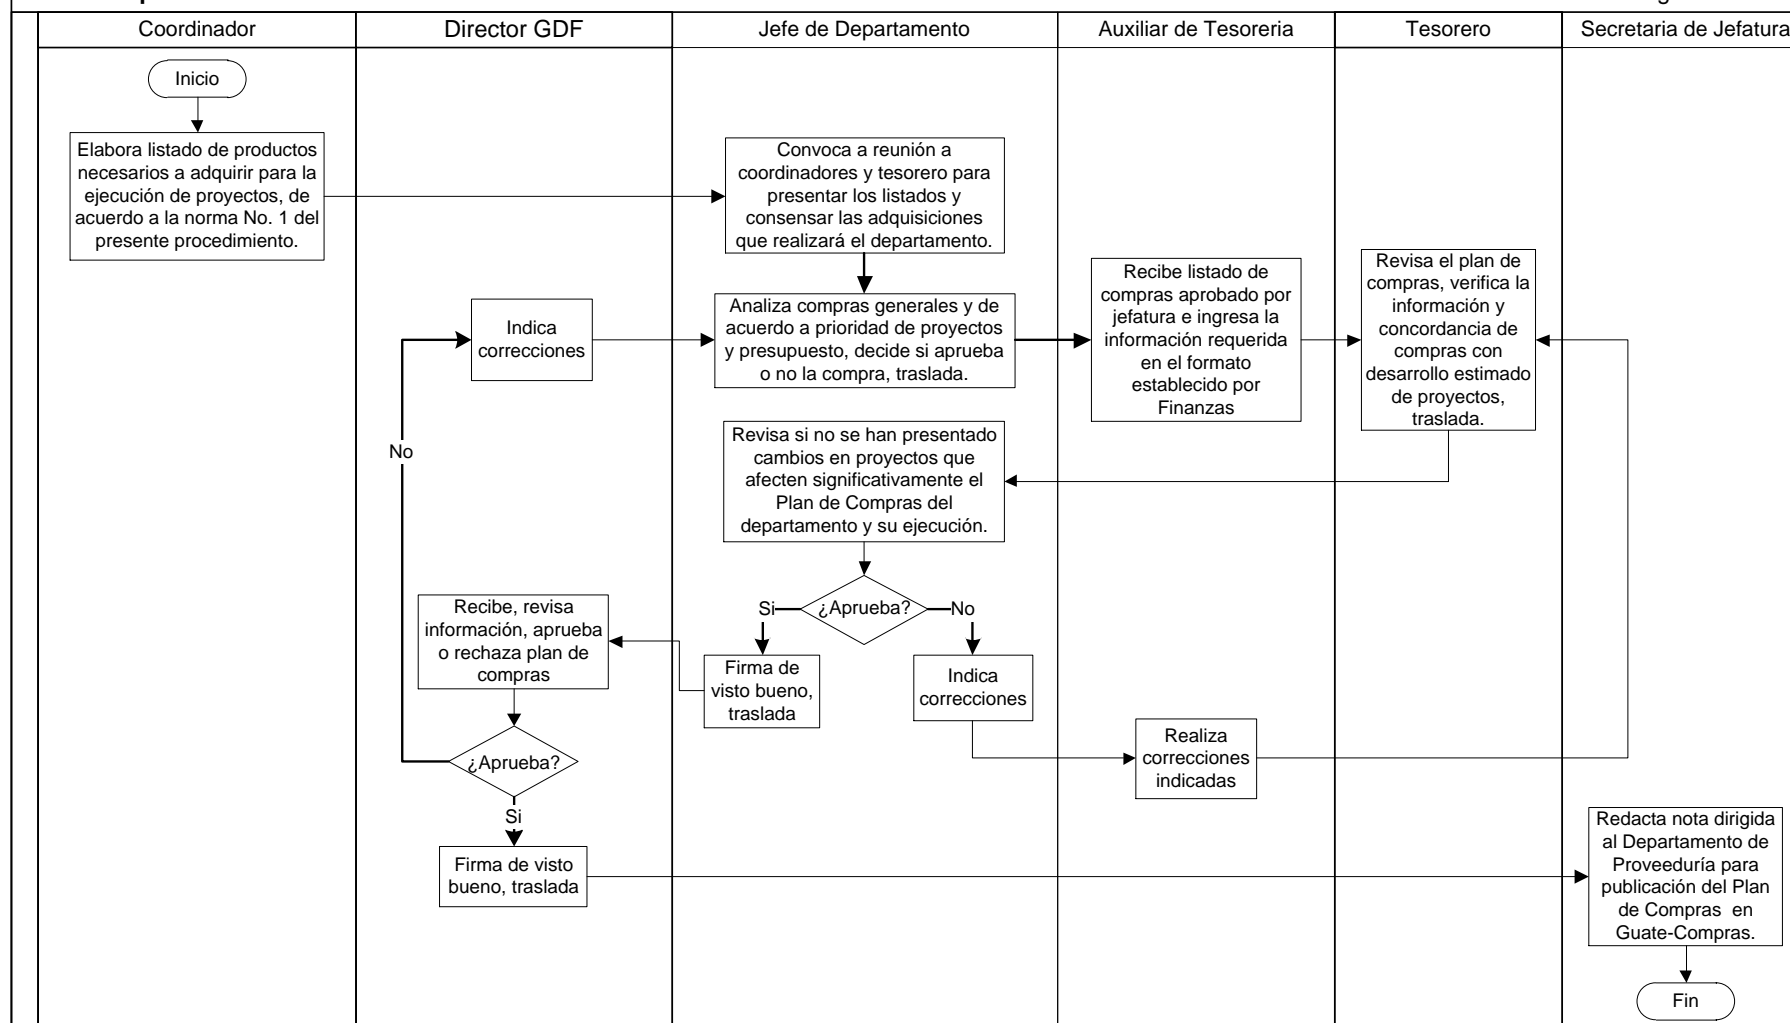 Coordinador
Director GDF
Jefe de Departamento
Auxiliar de Tesoreria
Tesorero
Secretaria de Jefatura
Inicio
Elabora listado de productos
necesarios a adquirir para la
ejecución de proyectos, de
acuerdo a la norma No. 1 del
presente procedimiento.
Convoca a reunión a
coordinadores y tesorero para
presentar los listados y
consensar las adquisiciones
que realizará el departamento.
Indica
correcciones
Analiza compras generales y de
acuerdo a prioridad de proyectos
y presupuesto, decide si aprueba
o no la compra, traslada.
Recibe listado de
compras aprobado por
jefatura e ingresa la
información requerida
en el formato
establecido por
Finanzas
Revisa el plan de
compras, verifica la
información y
concordancia de
compras con
desarrollo estimado
de proyectos,
traslada.
No
Revisa si no se han presentado
cambios en proyectos que
afecten significativamente el
Plan de Compras del
departamento y su ejecución.
¿Aprueba?
Si
No
Recibe, revisa
información, aprueba
o rechaza plan de
compras
Firma de
visto bueno,
traslada
Indica
correcciones
Realiza
correcciones
indicadas
¿Aprueba?
Si
Firma de visto
bueno, traslada
Redacta nota dirigida
al Departamento de
Proveeduría para
publicación del Plan
de Compras en
Guate-Compras.
Fin